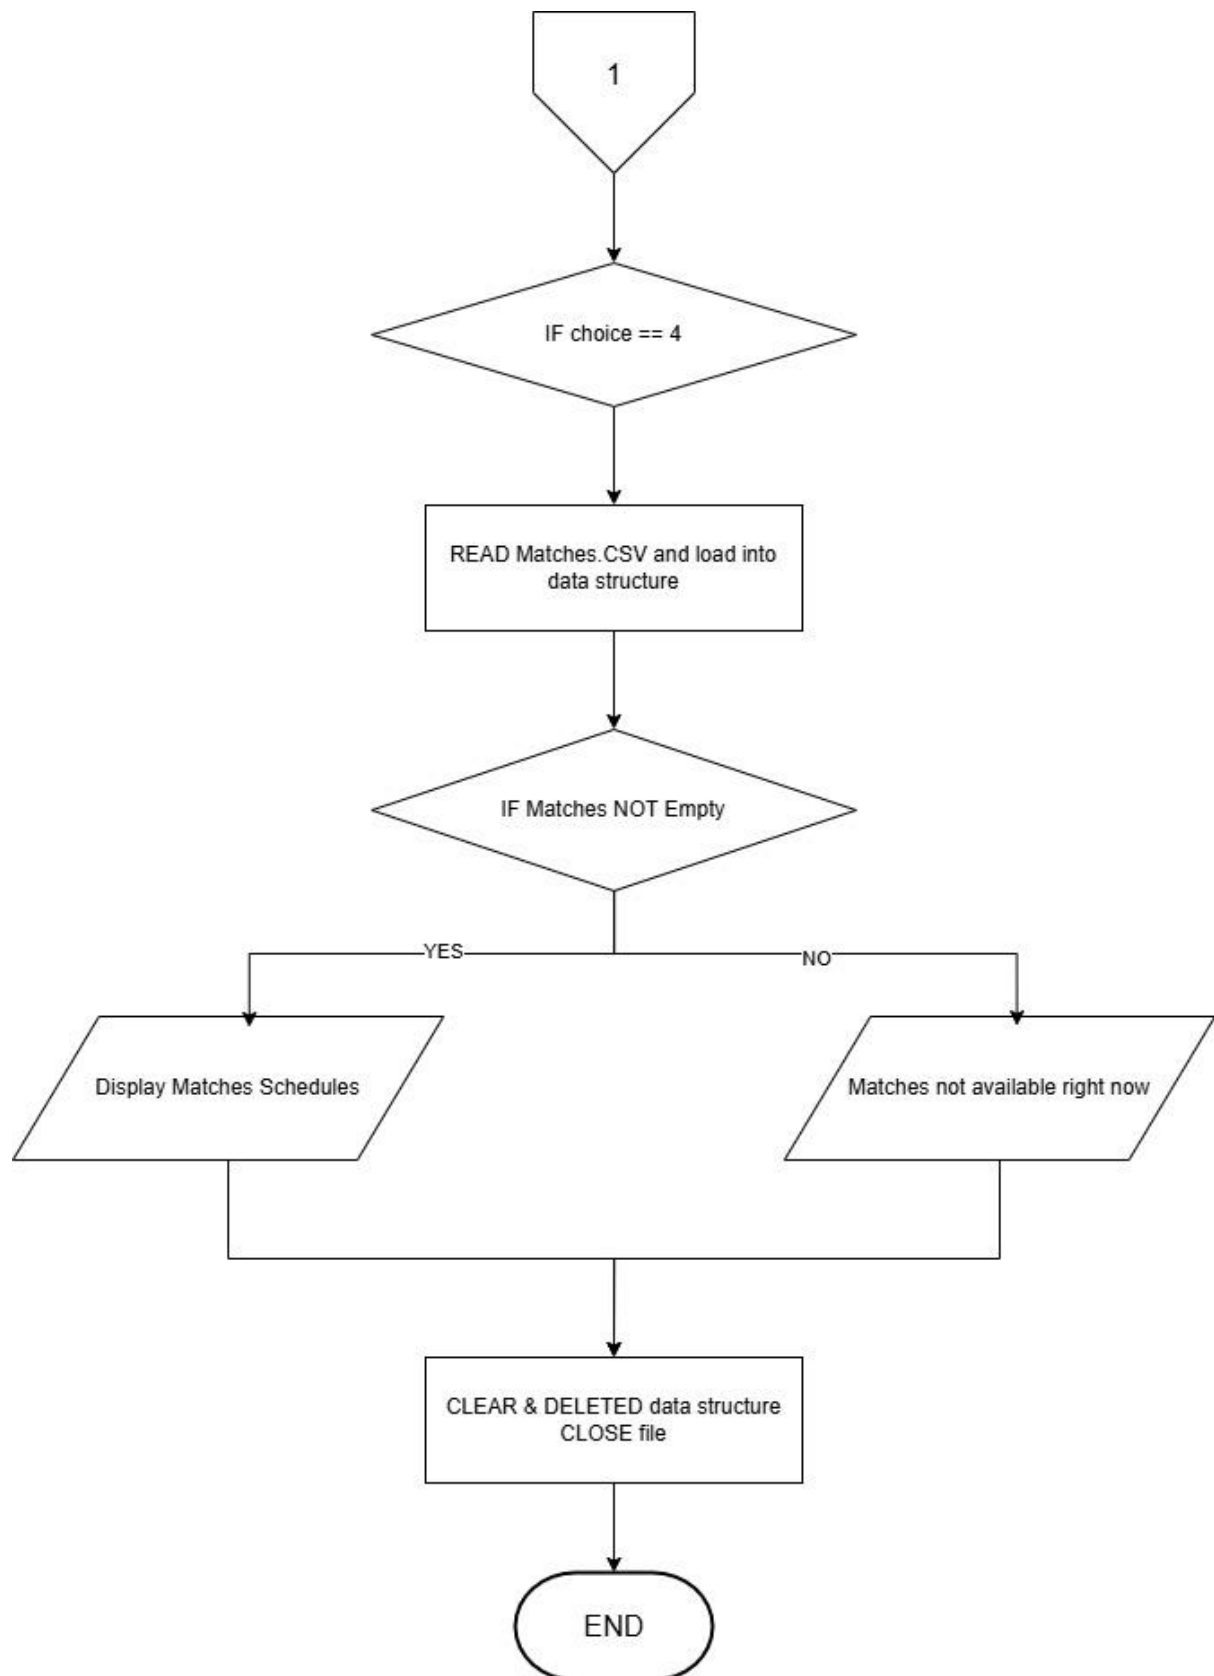 1
IF choice == 4
READ Matches.CSV and load into
data structure
IF Matches NOT Empty
YES
NO
Display Matches Schedules
Matches not available right now
CLEAR & DELETED data structure
CLOSE file
END